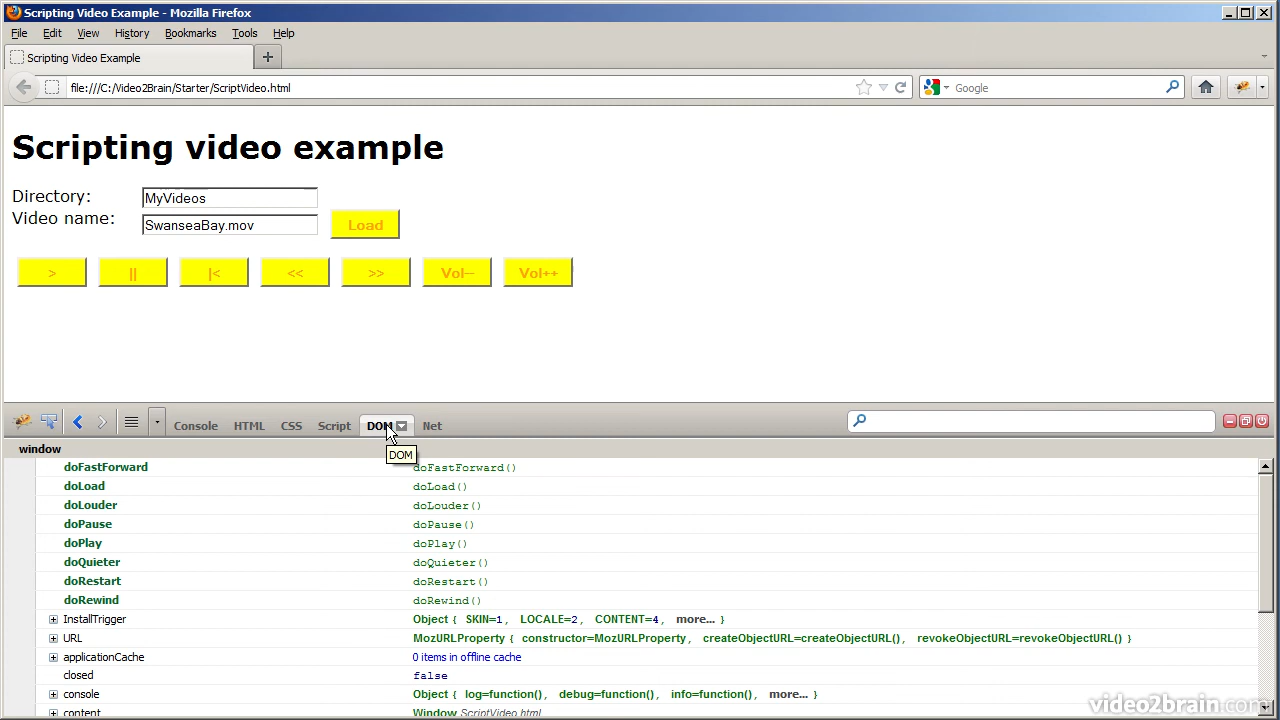 Scripting Video Example - Mozilla Firefox
File Edit View History Bookmarks Tools Help
Scripting Video Example +
file:///C:/Video2Brain/Starter/ScriptVideo.html Google
Scripting video example
Directory: MyVideos
Video name: SwanseaBay.mov Load
> || |< << >> Vol-- Vol++
Console HTML CSS Script DOM Net
window DOM
doFastForward doFastForward()
doLoad doLoad()
doLouder doLouder()
doPause doPause()
doPlay doPlay()
doQuieter doQuieter()
doRestart doRestart()
doRewind doRewind()
InstallTrigger Object { SKIN=1, LOCALE=2, CONTENT=4, more... }
URL MozURLProperty { constructor=MozURLProperty, createObjectURL=createObjectURL(), revokeObjectURL=revokeObjectURL() }
applicationCache 0 items in offline cache
closed false
console Object { log=function(), debug=function(), info=function(), more... }
content Window ScriptVideo.html
video2brain.com